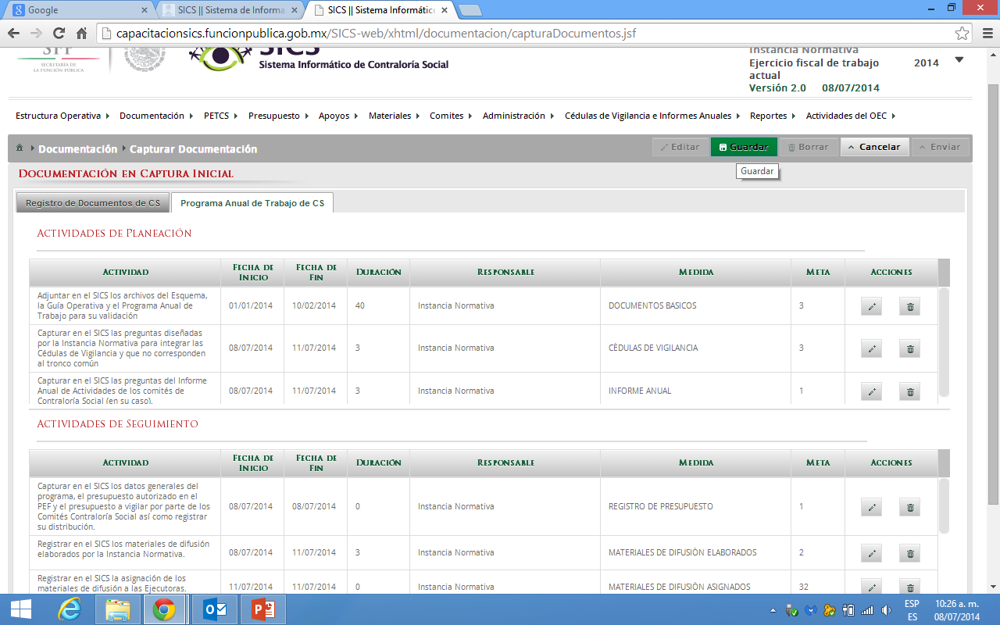 Google
SICS || Sistema de Informa
SICS || Sistema Informátic
capacitacionsics.funcionpublica.gob.mx/SICS-web/xhtml/documentacion/capturaDocumentos.jsf
SFP
SECRETARÍA DE
LA FUNCIÓN PÚBLICA
SICS
Sistema Informático de Contraloría Social
Instancia Normativa
Ejercicio fiscal de trabajo actual 2014
Versión 2.0 08/07/2014
Estructura Operativa Documentación PETCS Presupuesto Apoyos Materiales Comites Administración Cédulas de Vigilancia e Informes Anuales Reportes Actividades del OEC
Documentación Capturar Documentación
Editar Guardar Borrar Cancelar Enviar
Guardar
Documentación en Captura Inicial
Registro de Documentos de CS Programa Anual de Trabajo de CS
Actividades de Planeación
Actividad Fecha de Inicio Fecha de Fin Duración Responsable Medida Meta Acciones
Adjuntar en el SICS los archivos del Esquema,
la Guía Operativa y el Programa Anual de
Trabajo para su validación
01/01/2014 10/02/2014 40 Instancia Normativa DOCUMENTOS BASICOS 3
Capturar en el SICS las preguntas diseñadas
por la Instancia Normativa para integrar las
Cédulas de Vigilancia y que no corresponden
al tronco común
08/07/2014 11/07/2014 3 Instancia Normativa CÉDULAS DE VIGILANCIA 3
Capturar en el SICS las preguntas del Informe
Anual de Actividades de los comités de
Contraloría Social (en su caso).
08/07/2014 11/07/2014 3 Instancia Normativa INFORME ANUAL 1
Actividades de Seguimiento
Actividad Fecha de Inicio Fecha de Fin Duración Responsable Medida Meta Acciones
Capturar en el SICS los datos generales del
programa, el presupuesto autorizado en el
PEF y el presupuesto a vigilar por parte de los
Comités Contraloría Social así como registrar
su distribución.
08/07/2014 08/07/2014 0 Instancia Normativa REGISTRO DE PRESUPUESTO 1
Registrar en el SICS los materiales de difusión
elaborados por la Instancia Normativa.
08/07/2014 11/07/2014 3 Instancia Normativa MATERIALES DE DIFUSIÓN ELABORADOS 2
Registrar en el SICS la asignación de los
materiales de difusión a las Ejecutoras.
11/07/2014 11/07/2014 0 Instancia Normativa MATERIALES DE DIFUSIÓN ASIGNADOS 32
ESP
ES
10:26 a. m.
08/07/2014